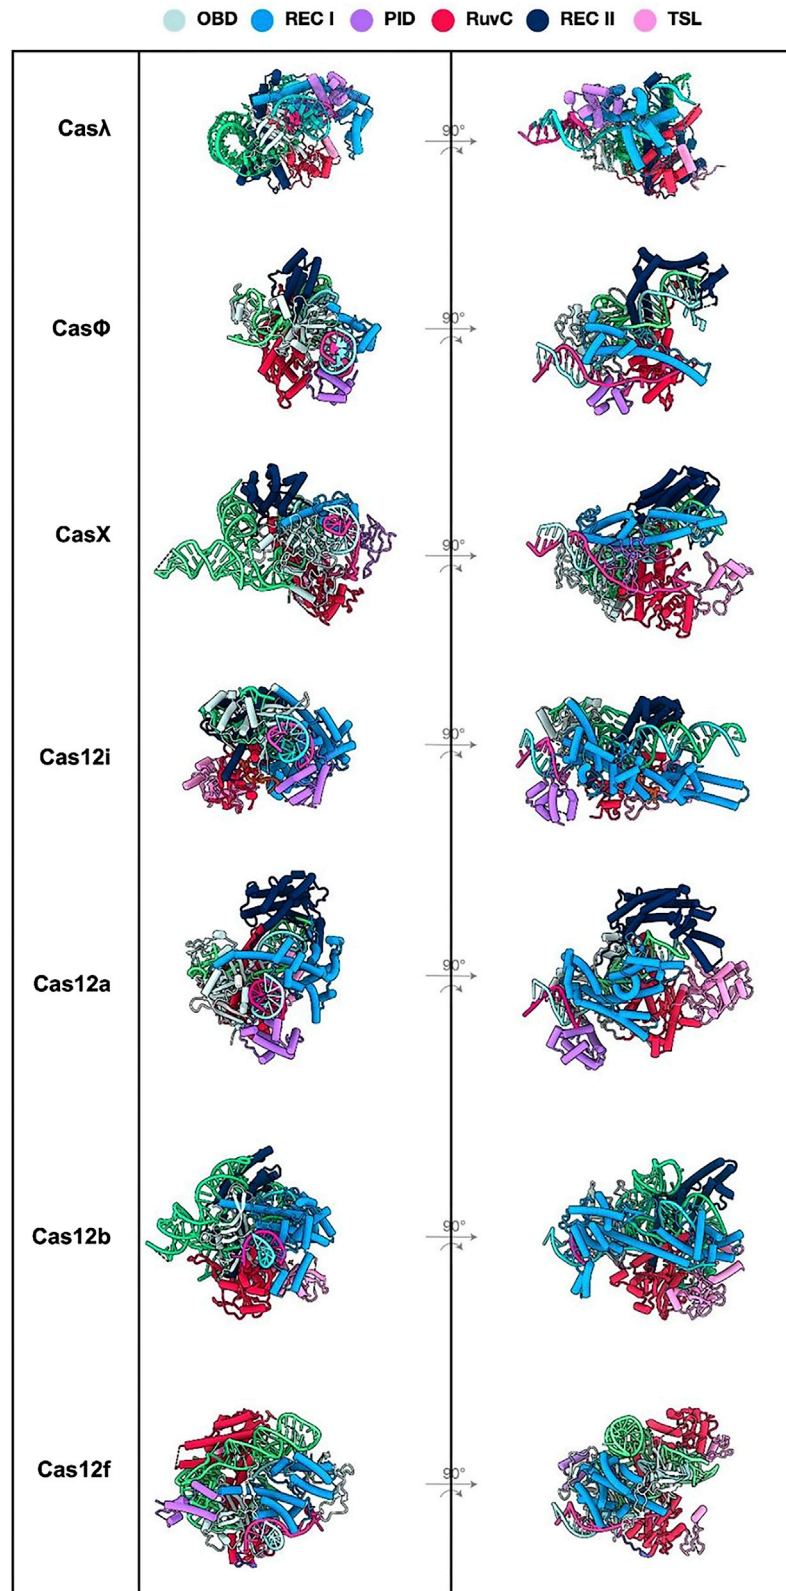 OBD REC I PID RuvC REC II TSL
Casλ
90°
CasΦ
90°
CasX
90°
Cas12i
90°
Cas12a
90°
Cas12b
90°
Cas12f
90°